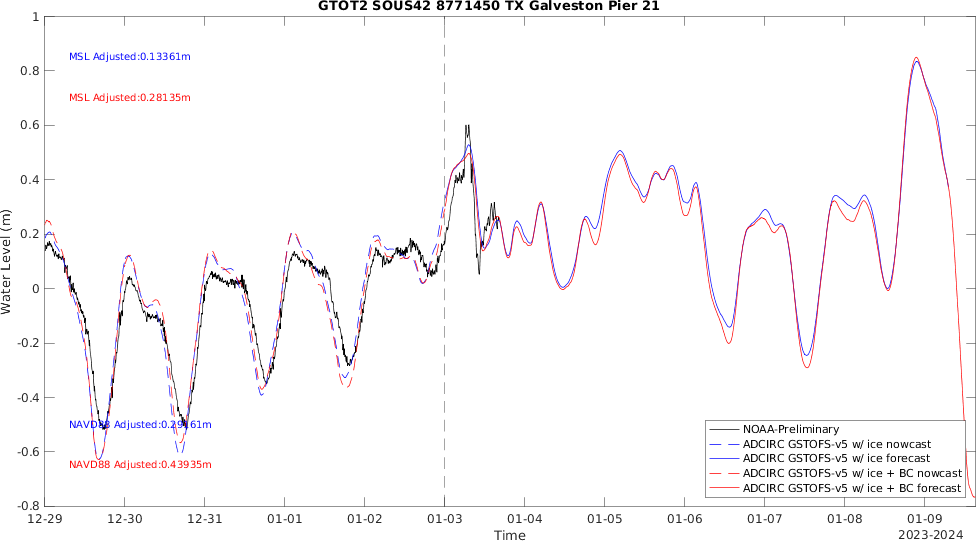 GTOT2 SOUS42 8771450 TX Galveston Pier 21
1
0.8
0.6
0.4
0.2
0
-0.2
-0.4
-0.6
-0.8
Water Level (m)
MSL Adjusted:0.13361m
MSL Adjusted:0.28135m
NAVD88 Adjusted:0.29161m
NAVD88 Adjusted:0.43935m
NOAA-Preliminary
ADCIRC GSTOFS-v5 w/ ice nowcast
ADCIRC GSTOFS-v5 w/ ice forecast
ADCIRC GSTOFS-v5 w/ ice + BC nowcast
ADCIRC GSTOFS-v5 w/ ice + BC forecast
12-29 12-30 12-31 01-01 01-02 01-03 01-04 01-05 01-06 01-07 01-08 01-09
Time
2023-2024